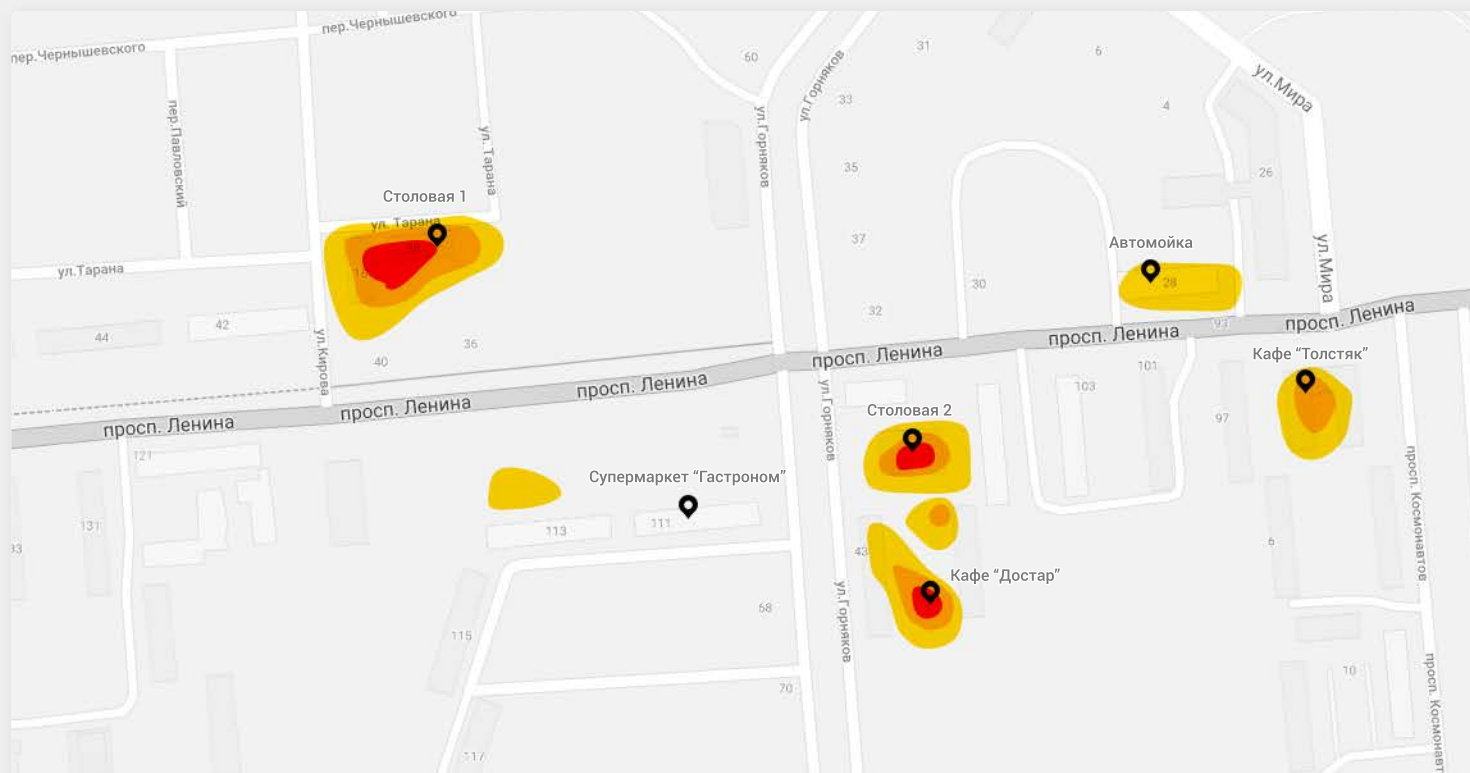 пер.Чернышевского
пер.Чернышевского
60
31
6
ул.Мира
ул.Горняков
33
4
пер.Павловский
ул. Тарана
ул.Горняков
35
26
Столовая 1
ул. Тарана
37
Автомойка
ул.Мира
ул.Тарана
30
28
32
44
42
36
40
ул.Кирова
93
просп. Ленина
просп. Ленина
просп. Ленина
просп. Ленина
просп. Ленина
просп. Ленина
Кафе “Толстяк”
101
103
97
Столовая 2
ул.Горняков
121
Супермаркет “Гастроном”
просп. Космонавтов
131
113
111
33
43
6
Кафе “Достар”
68
ул.Горняков
115
70
10
просп. Космонавт
117